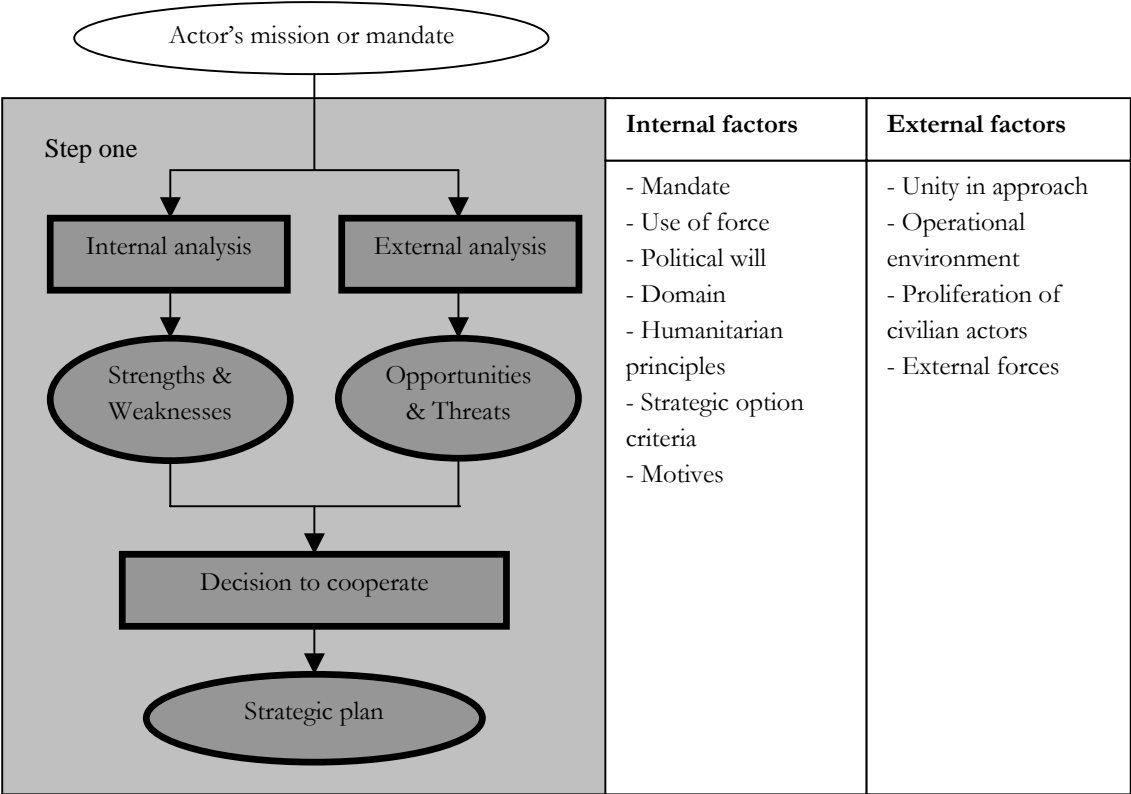 Actor’s mission or mandate
Step one
Internal analysis
External analysis
Strengths &
Weaknesses
Opportunities
& Threats
Decision to cooperate
Strategic plan
Internal factors
- Mandate
- Use of force
- Political will
- Domain
- Humanitarian
principles
- Strategic option
criteria
- Motives
External factors
- Unity in approach
- Operational
environment
- Proliferation of
civilian actors
- External forces